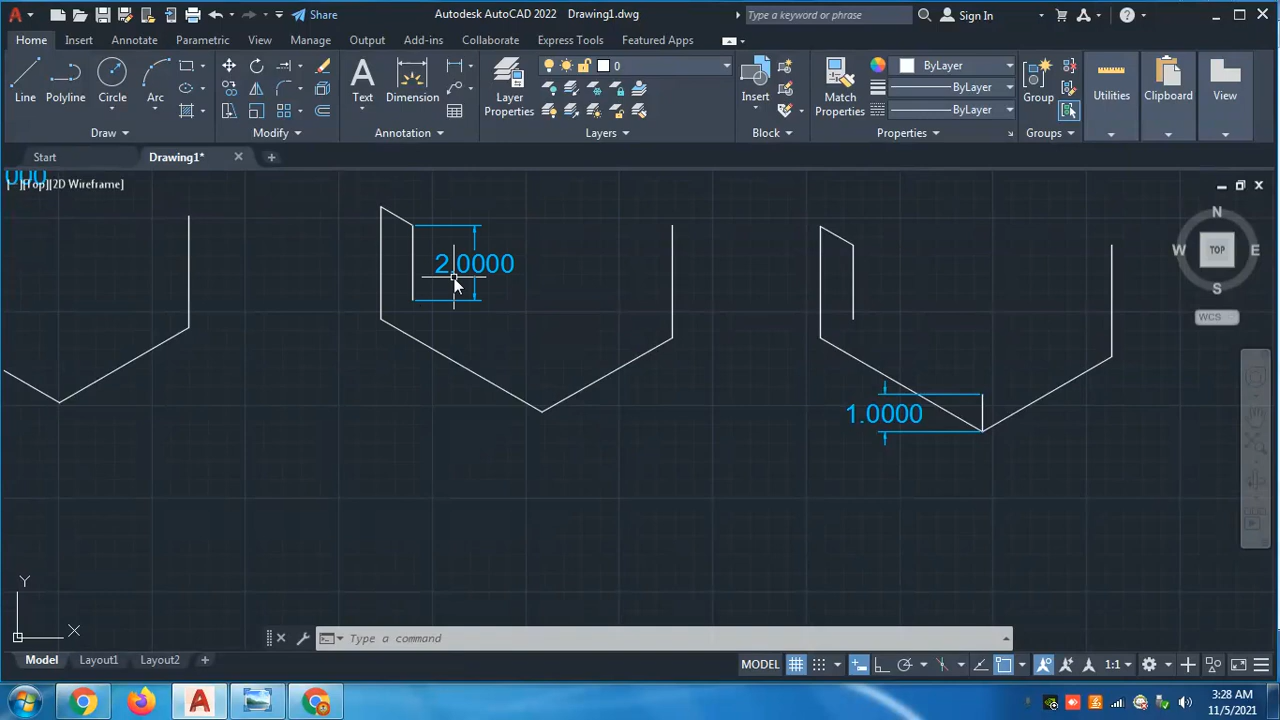 Share
Autodesk AutoCAD 2022 Drawing1.dwg
Type a keyword or phrase
Sign In
Home Insert Annotate Parametric View Manage Output Add-ins Collaborate Express Tools Featured Apps
Line Polyline Circle Arc
Text Dimension
Layer Properties
0
Insert
Match Properties
ByLayer
ByLayer
ByLayer
Group
Utilities
Clipboard
View
Draw Modify Annotation Layers Block Properties Groups
Start Drawing1*
[Top][2D Wireframe]
000
2.0000
1.0000
N
W TOP E
S
WCS
Y
X
Type a command
Model Layout1 Layout2
MODEL
1:1
A
3:28 AM
11/5/2021